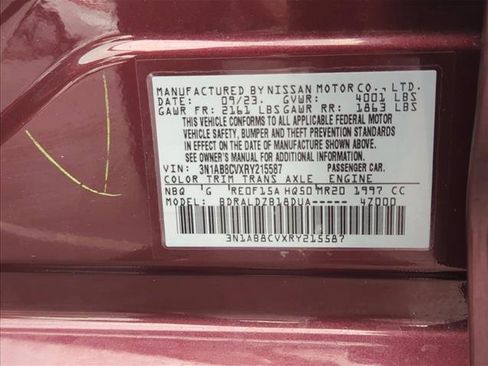 MANUFACTURED BY NISSAN MOTOR CO., LTD.
DATE: 09/23. GVWR: 4001 LBS
GAWR FR: 2161 LBS GAWR RR: 1863 LBS
THIS VEHICLE CONFORMS TO ALL APPLICABLE FEDERAL MOTOR
VEHICLE SAFETY, BUMPER AND THEFT PREVENTION STANDARDS
IN EFFECT ON THE DATE OF MANUFACTURE SHOWN ABOVE.
SEE OWNER'S MANUAL FOR ADDITIONAL INFORMATION.
VIN: 3N1AB8CVXRY215587 PASSENGER CAR.
COLOR TRIM TRANS AXLE ENGINE
NBQ G RE0F15A HQ50 MR20 1997 CC
MODEL: BDRALDZB18DUA----- 4Z000
3N1AB8CVXRY215587